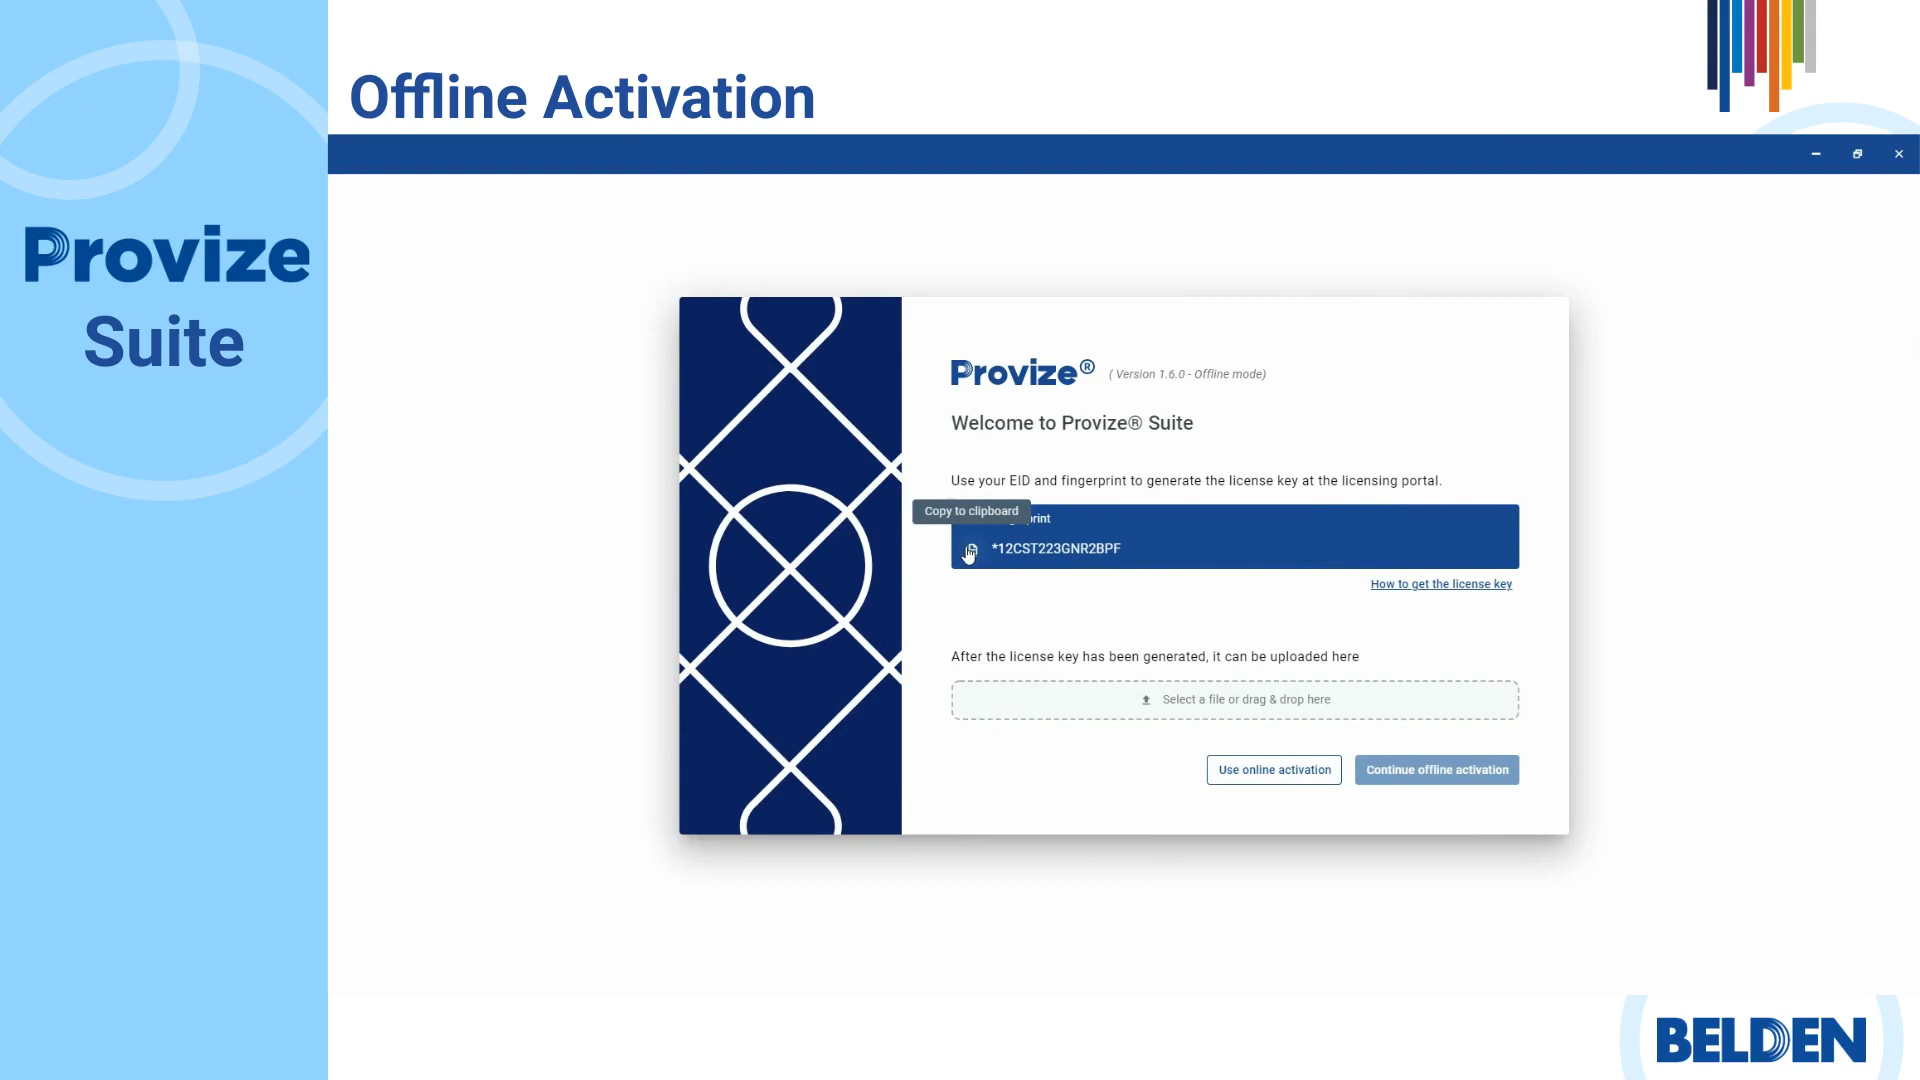 Offline Activation
Provize
Suite
Provize® ( Version 1.6.0 - Offline mode)
Welcome to Provize® Suite
Use your EID and fingerprint to generate the license key at the licensing portal.
Copy to clipboard
*12CST223GNR2BPF
How to get the license key
After the license key has been generated, it can be uploaded here
Select a file or drag & drop here
Use online activation
Continue offline activation
BELDEN